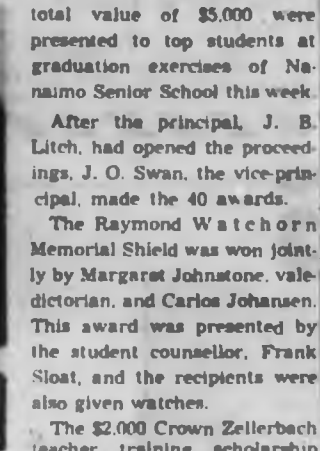 total value of $5,000 were
presented to top students at
graduation exercises of Na-
naimo Senior School this week
After the principal, J. B.
Litch, had opened the proceed-
ings, J. O. Swan, the vice-prin-
cipal, made the 40 awards.
The Raymond Watchorn
Memorial Shield was won joint-
ly by Margaret Johnstone, vale-
dictorian, and Carlos Johansen.
This award was presented by
the student counsellor, Frank
Sloat, and the recipients were
also given watches.
The $2,000 Crown Zellerbach
teacher training scholarship